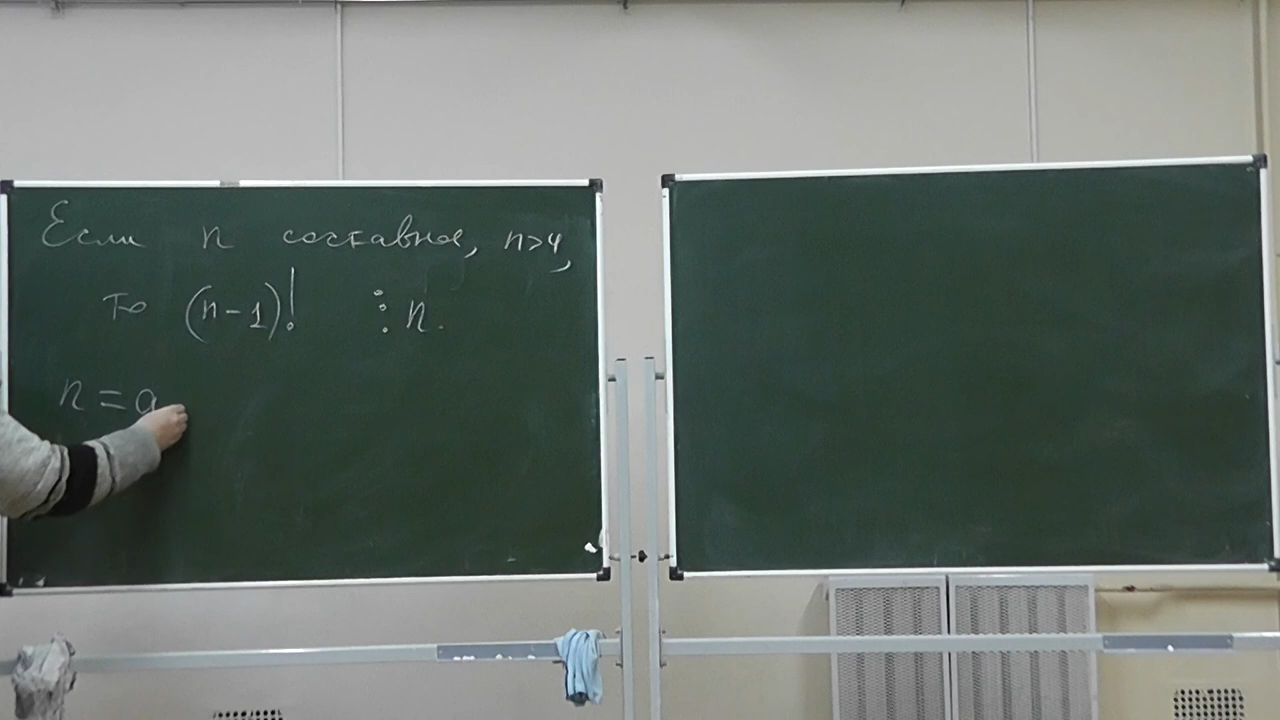 Если n составное, n>4,
то (n-1)! ⋮ n.
n = a